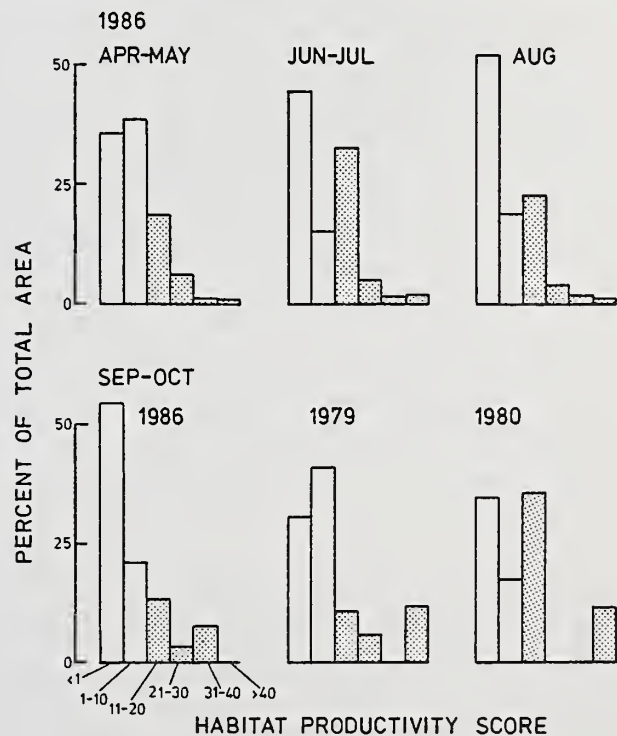 1986
APR-MAY
JUN-JUL
AUG
50
25
0
PERCENT OF TOTAL AREA
SEP-OCT
1986
1979
1980
50
25
0
<1
1-10
11-20
21-30
31-40
>40
HABITAT PRODUCTIVITY SCORE